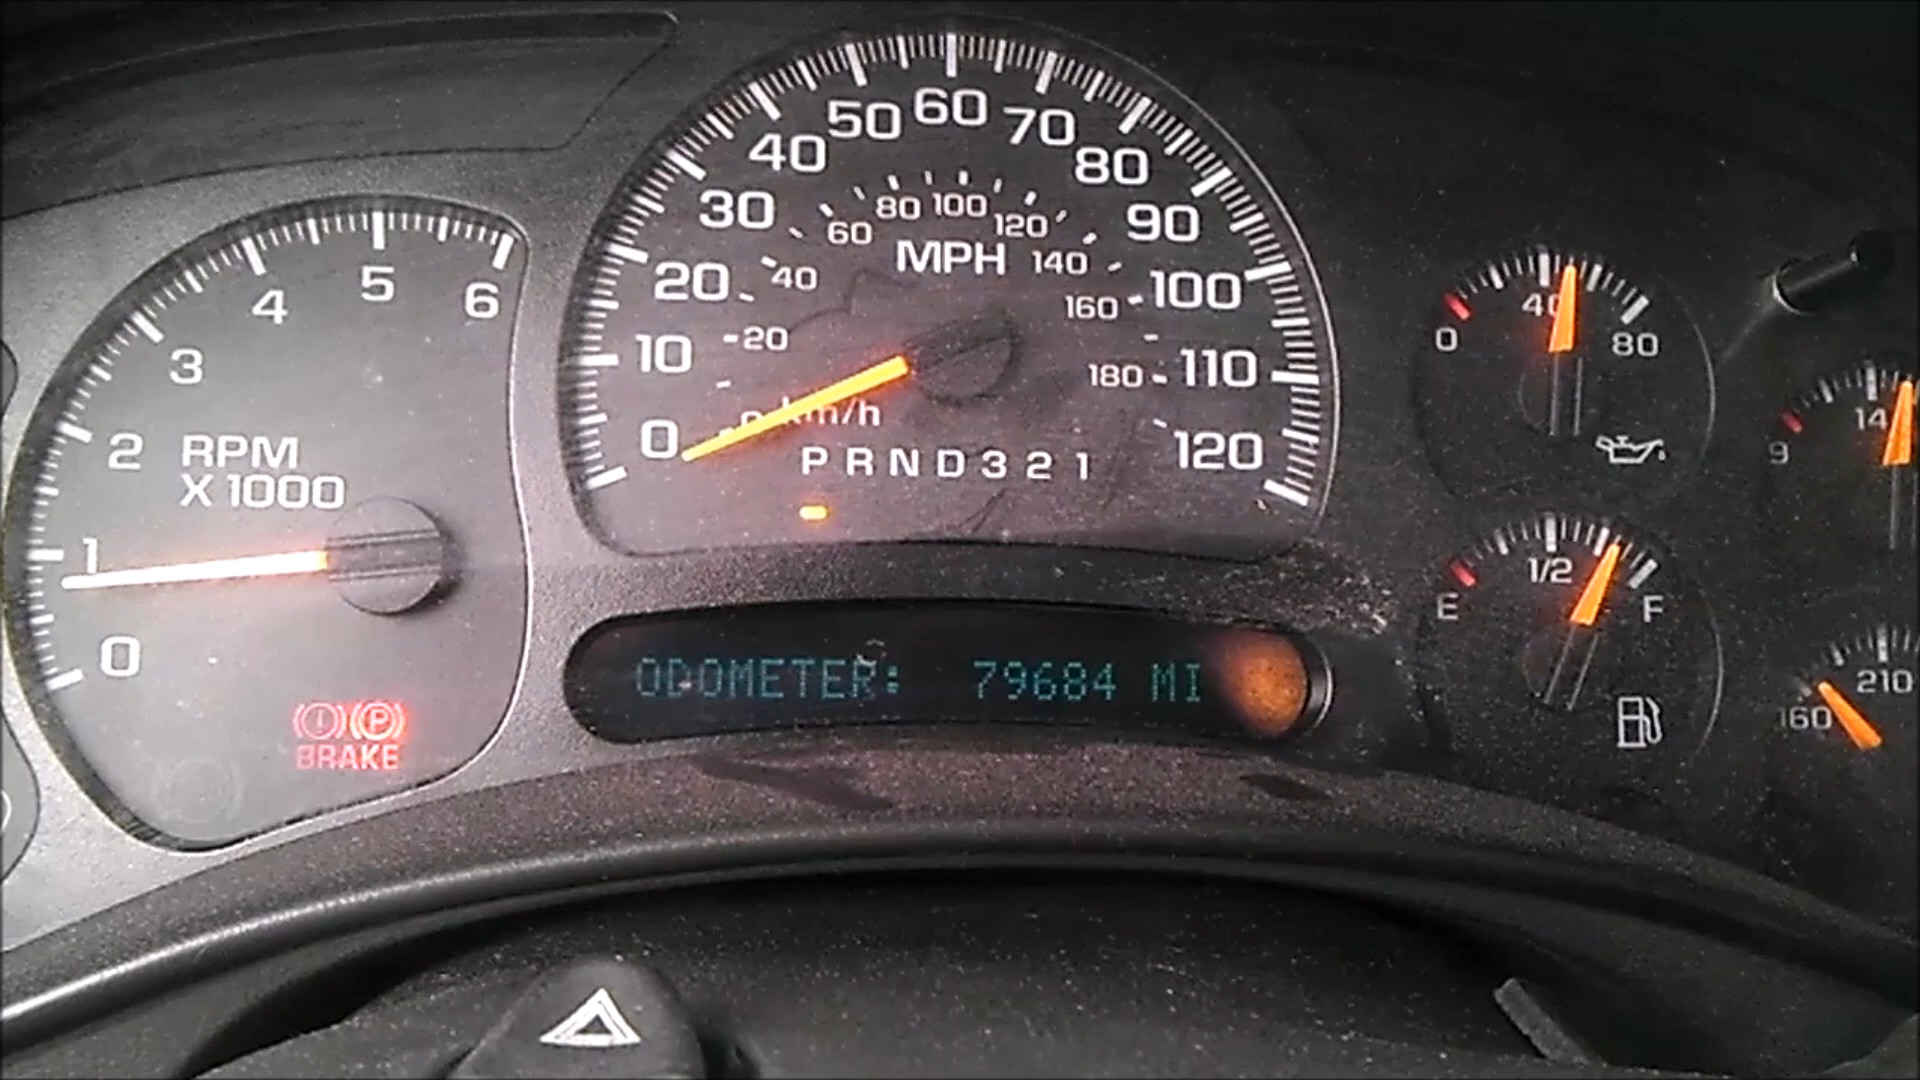 0 1 2 3 4 5 6
RPM
X 1000
BRAKE
0 10 20 30 40 50 60 70 80 90 100 110 120
20 40 60 80 100 120 140 160 180
MPH
km/h
P R N D 3 2 1
ODOMETER: 79684 MI
0 40 80
E 1/2 F
9 14
160 210